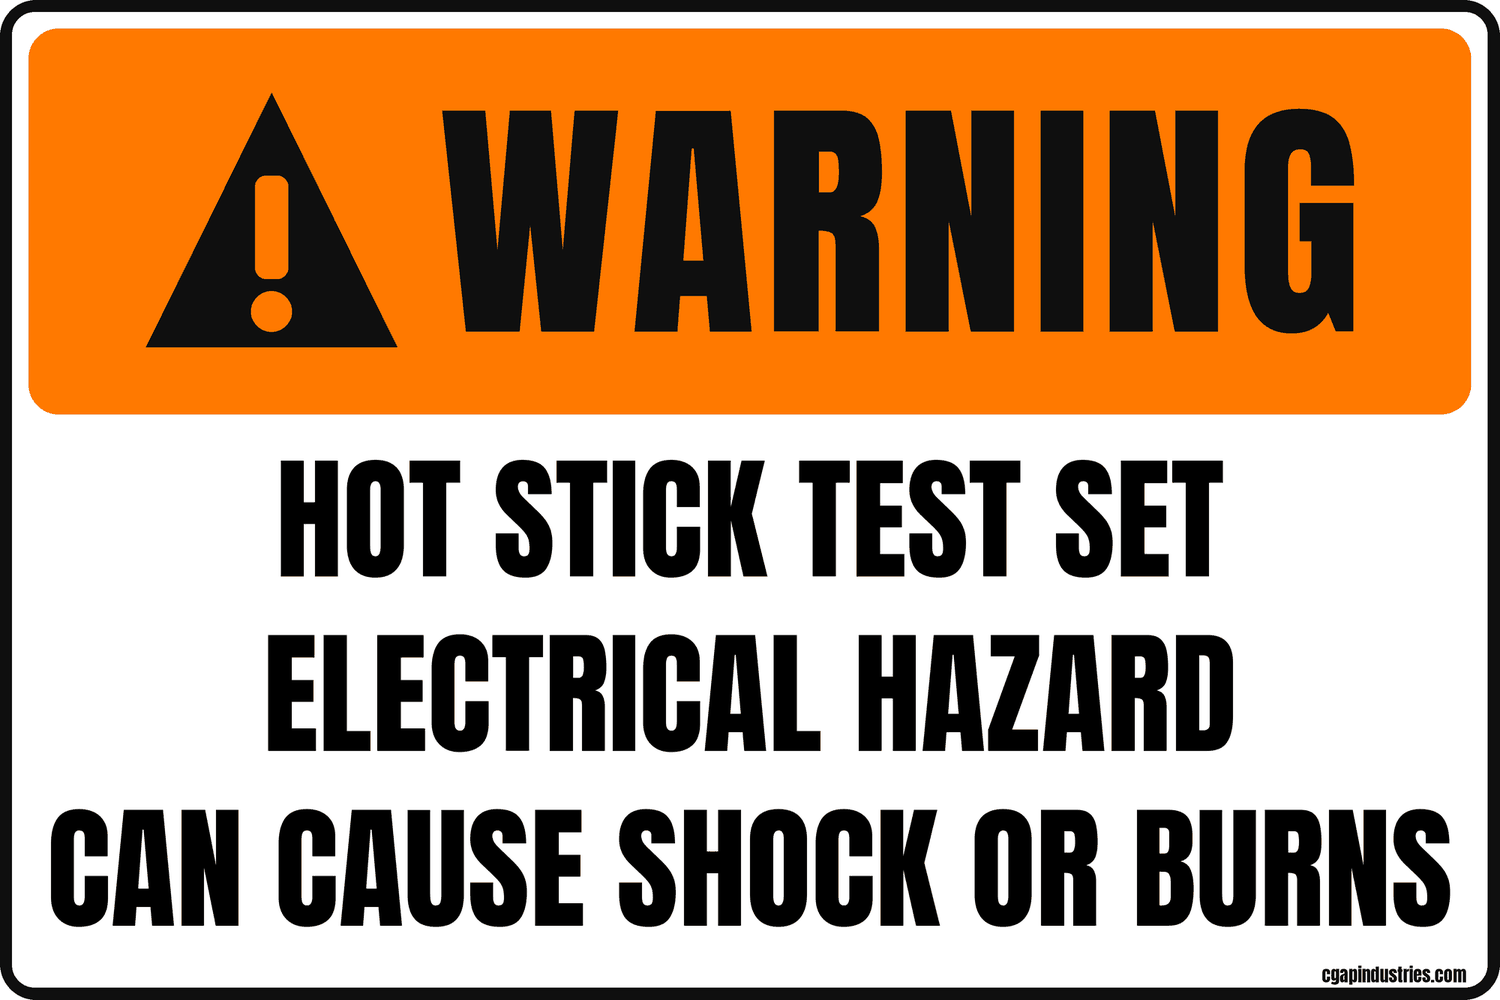 WARNING
HOT STICK TEST SET
ELECTRICAL HAZARD
CAN CAUSE SHOCK OR BURNS
cgapindustries.com